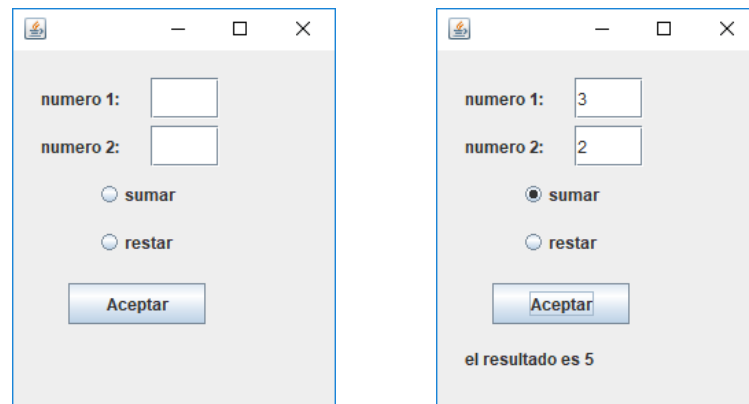 numero 1:
numero 2:
sumar
restar
Aceptar
numero 1: 3
numero 2: 2
sumar
restar
Aceptar
el resultado es 5